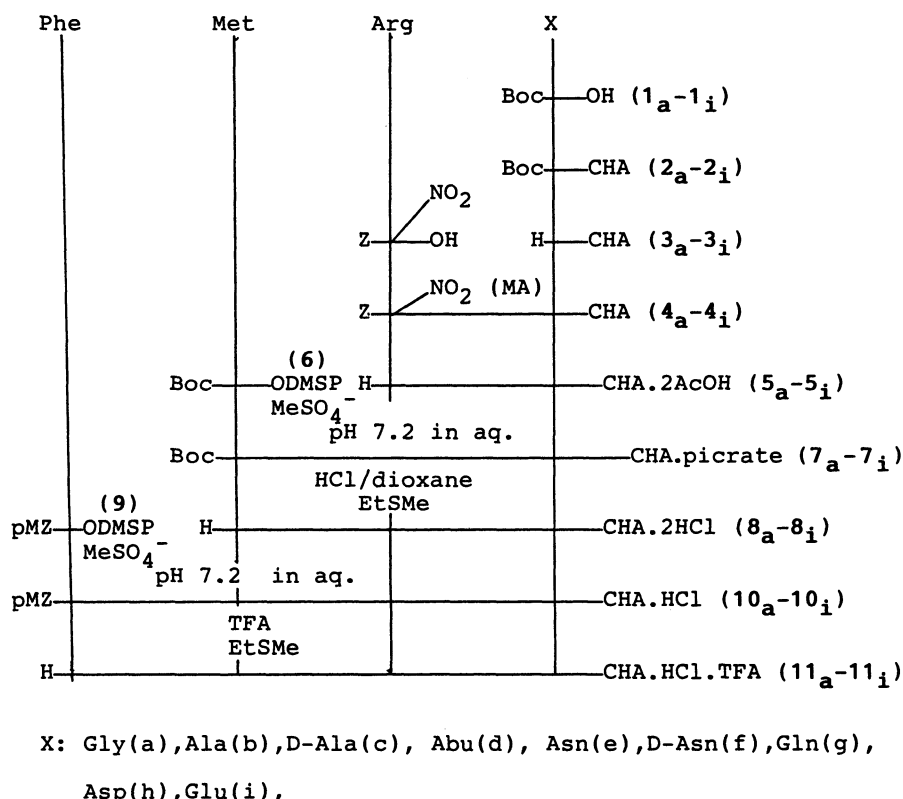 Phe Met Arg X
Boc OH (1a-1i)
Boc CHA (2a-2i)
NO2
Z OH H CHA (3a-3i)
NO2 (MA)
Z CHA (4a-4i)
(6)
Boc ODMSP H CHA.2AcOH (5a-5i)
MeSO4-
pH 7.2 in aq.
Boc CHA.picrate (7a-7i)
HCl/dioxane
EtSMe
(9)
pMZ ODMSP H CHA.2HCl (8a-8i)
MeSO4-
pH 7.2 in aq.
pMZ CHA.HCl (10a-10i)
TFA
EtSMe
H CHA.HCl.TFA (11a-11i)
X: Gly(a),Ala(b),D-Ala(c), Abu(d), Asn(e),D-Asn(f),Gln(g),
Asp(h),Glu(i),